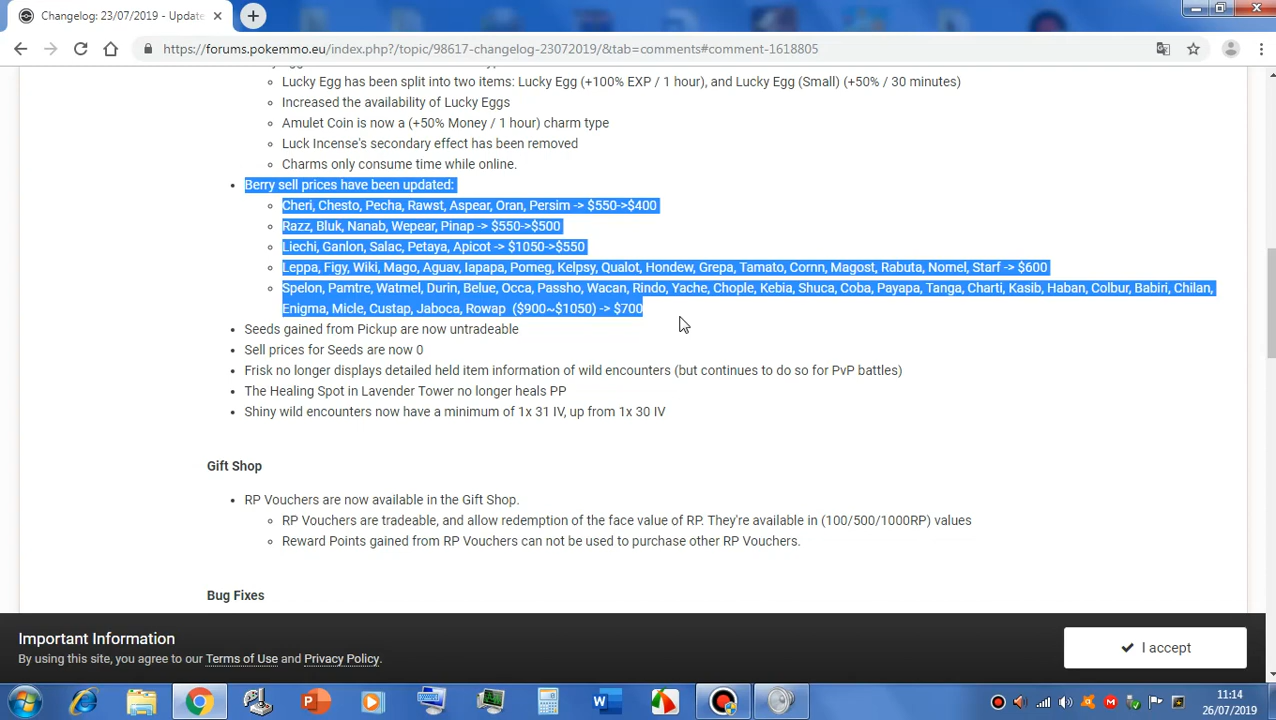 Changelog: 23/07/2019 - Update
https://forums.pokemmo.eu/index.php?/topic/98617-changelog-23072019/&tab=comments#comment-1618805
Lucky Egg has been split into two items: Lucky Egg (+100% EXP / 1 hour), and Lucky Egg (Small) (+50% / 30 minutes)
Increased the availability of Lucky Eggs
Amulet Coin is now a (+50% Money / 1 hour) charm type
Luck Incense's secondary effect has been removed
Charms only consume time while online.
Berry sell prices have been updated:
Cheri, Chesto, Pecha, Rawst, Aspear, Oran, Persim -> $550->$400
Razz, Bluk, Nanab, Wepear, Pinap -> $550->$500
Liechi, Ganlon, Salac, Petaya, Apicot -> $1050->$550
Leppa, Figy, Wiki, Mago, Aguav, Iapapa, Pomeg, Kelpsy, Qualot, Hondew, Grepa, Tamato, Cornn, Magost, Rabuta, Nomel, Starf -> $600
Spelon, Pamtre, Watmel, Durin, Belue, Occa, Passho, Wacan, Rindo, Yache, Chople, Kebia, Shuca, Coba, Payapa, Tanga, Charti, Kasib, Haban, Colbur, Babiri, Chilan,
Enigma, Micle, Custap, Jaboca, Rowap ($900~$1050) -> $700
Seeds gained from Pickup are now untradeable
Sell prices for Seeds are now 0
Frisk no longer displays detailed held item information of wild encounters (but continues to do so for PvP battles)
The Healing Spot in Lavender Tower no longer heals PP
Shiny wild encounters now have a minimum of 1x 31 IV, up from 1x 30 IV
Gift Shop
RP Vouchers are now available in the Gift Shop.
RP Vouchers are tradeable, and allow redemption of the face value of RP. They're available in (100/500/1000RP) values
Reward Points gained from RP Vouchers can not be used to purchase other RP Vouchers.
Bug Fixes
Important Information
By using this site, you agree to our Terms of Use and Privacy Policy.
I accept
11:14
26/07/2019